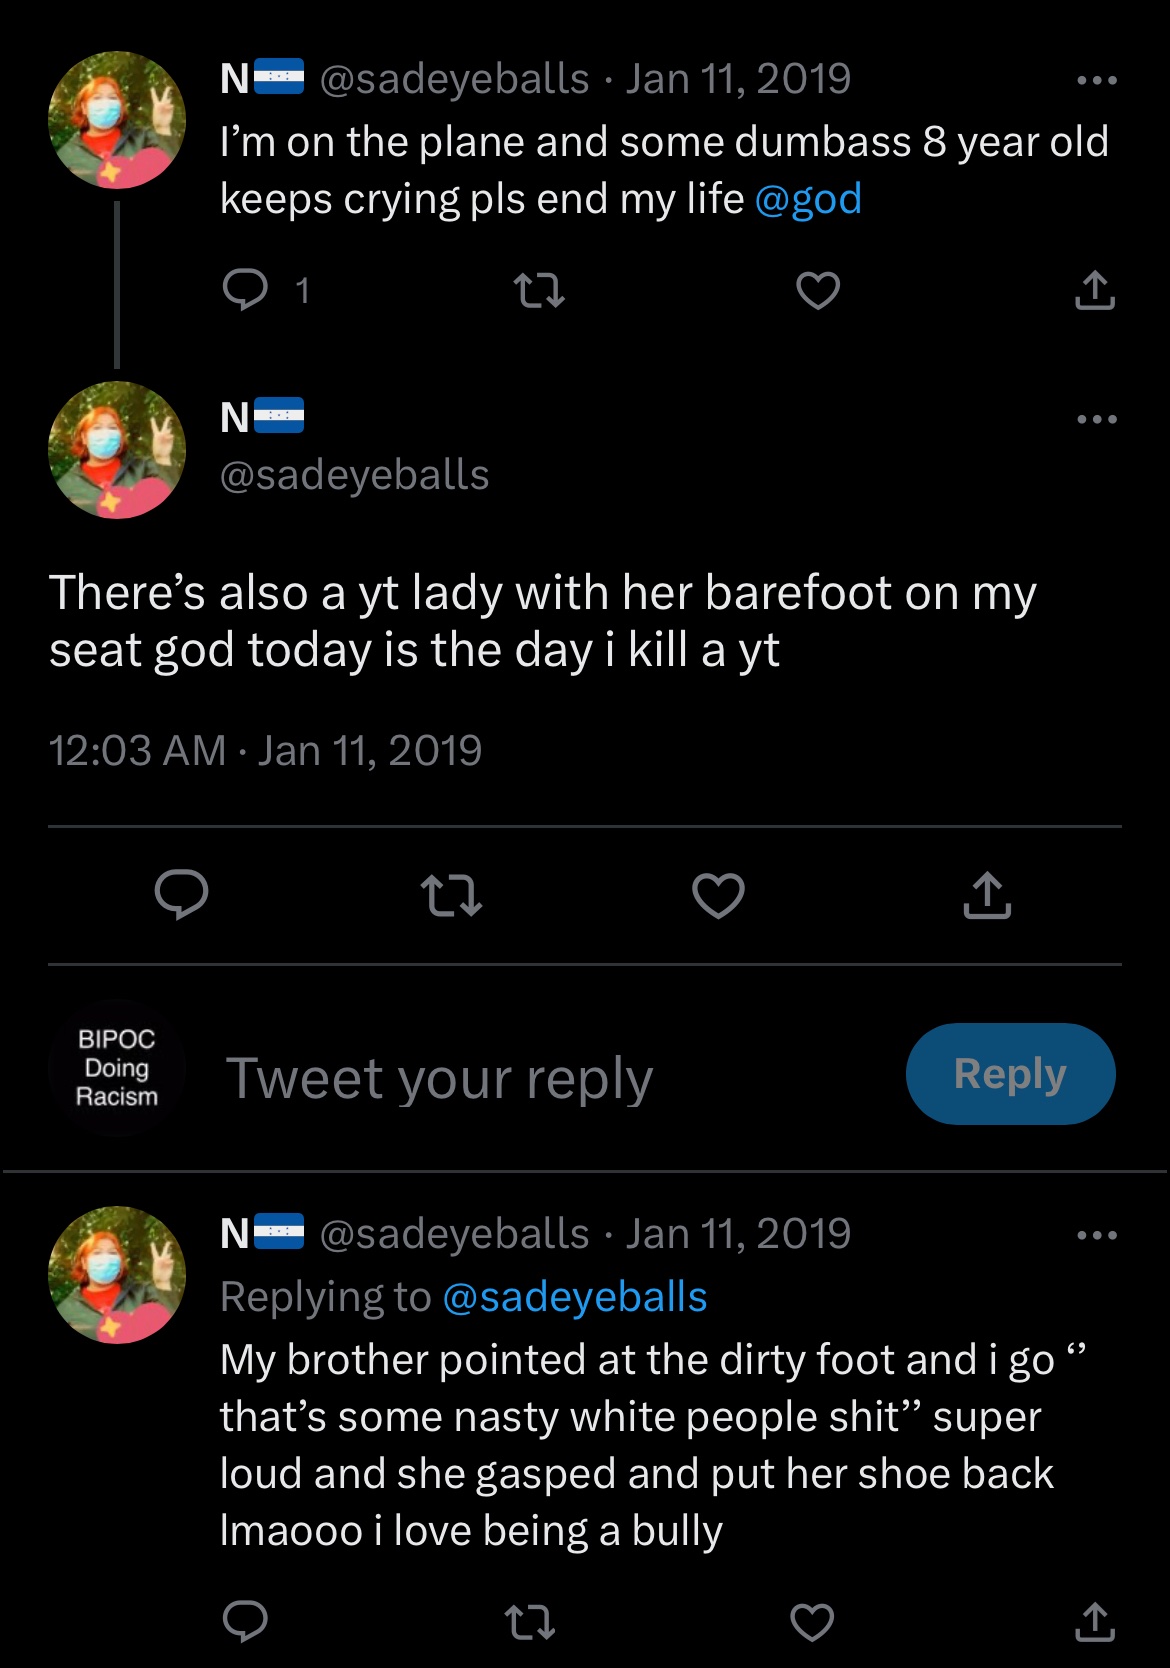 N🇭🇳 @sadeyeballs · Jan 11, 2019
I’m on the plane and some dumbass 8 year old
keeps crying pls end my life @god
1
N🇭🇳
@sadeyeballs
There’s also a yt lady with her barefoot on my
seat god today is the day i kill a yt
12:03 AM · Jan 11, 2019
BIPOC
Doing
Racism
Tweet your reply
Reply
N🇭🇳 @sadeyeballs · Jan 11, 2019
Replying to @sadeyeballs
My brother pointed at the dirty foot and i go ‘’
that’s some nasty white people shit’’ super
loud and she gasped and put her shoe back
lmaooo i love being a bully